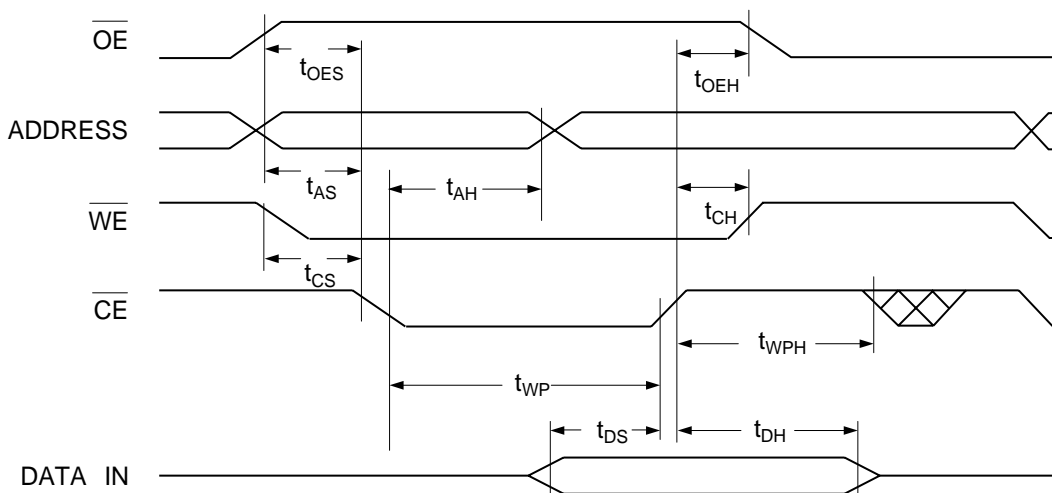 OE
tOES
tOEH
ADDRESS
tAS
tAH
tCH
WE
tCS
CE
tWPH
tWP
tDS
tDH
DATA IN